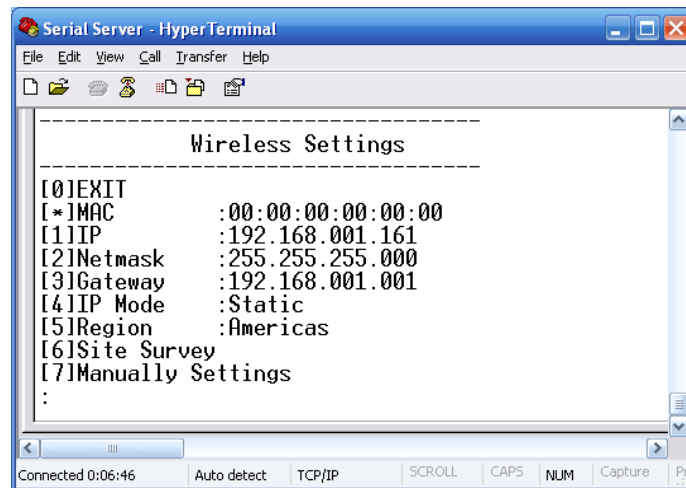 Serial Server - HyperTerminal
File Edit View Call Transfer Help
----------------------------------------
Wireless Settings
----------------------------------------
[0]EXIT
[*]MAC :00:00:00:00:00:00
[1]IP :192.168.001.161
[2]Netmask :255.255.255.000
[3]Gateway :192.168.001.001
[4]IP Mode :Static
[5]Region :Americas
[6]Site Survey
[7]Manually Settings
:
Connected 0:06:46 Auto detect TCP/IP SCROLL CAPS NUM Capture